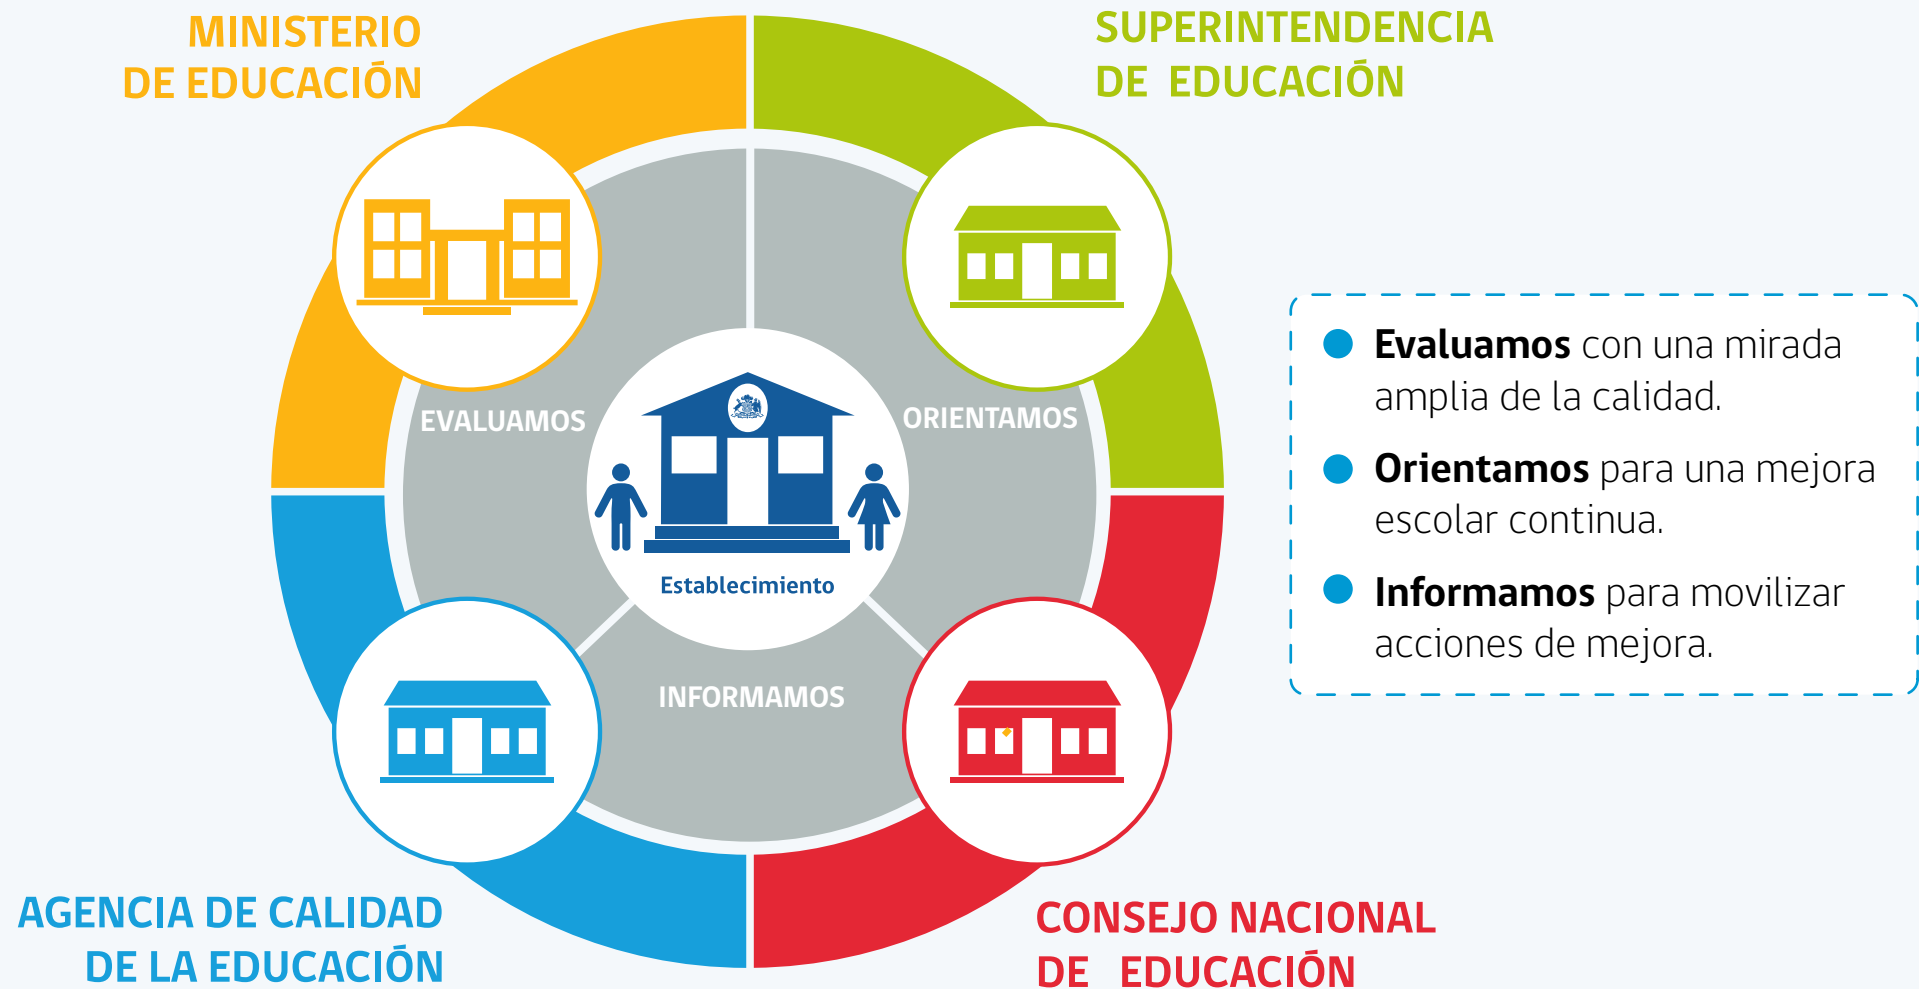 MINISTERIO
DE EDUCACIÓN
SUPERINTENDENCIA
DE EDUCACIÓN
EVALUAMOS
ORIENTAMOS
Establecimiento
INFORMAMOS
AGENCIA DE CALIDAD
DE LA EDUCACIÓN
CONSEJO NACIONAL
DE EDUCACIÓN
Evaluamos con una mirada
amplia de la calidad.
Orientamos para una mejora
escolar continua.
Informamos para movilizar
acciones de mejora.